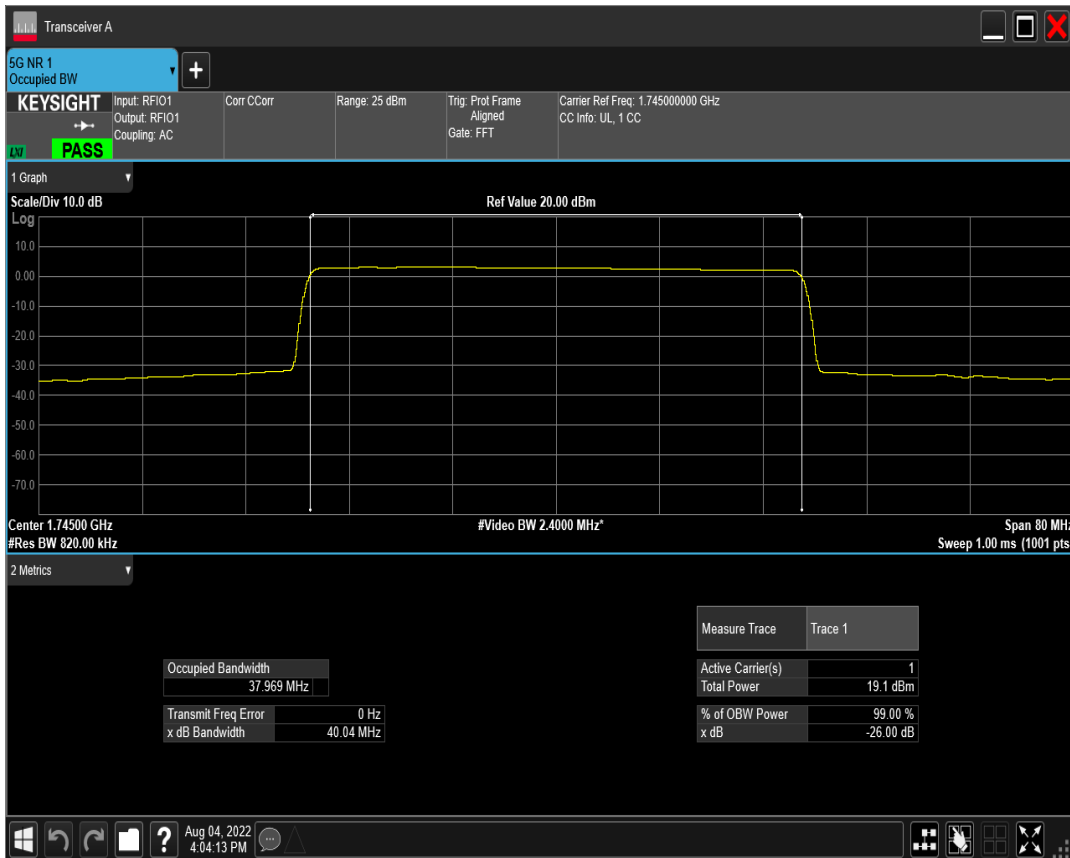 Transceiver A
5G NR 1
Occupied BW
+
KEYSIGHT
LXI
PASS
Input: RFIO1
Output: RFIO1
Coupling: AC
Corr CCorr
Range: 25 dBm
Trig: Prot Frame
Aligned
Gate: FFT
Carrier Ref Freq: 1.745000000 GHz
CC Info: UL, 1 CC
1 Graph
Scale/Div 10.0 dB
Ref Value 20.00 dBm
Log
10.0
0.00
-10.0
-20.0
-30.0
-40.0
-50.0
-60.0
-70.0
Center 1.74500 GHz
#Video BW 2.4000 MHz*
Span 80 MHz
#Res BW 820.00 kHz
Sweep 1.00 ms (1001 pts
2 Metrics
Measure Trace Trace 1
Occupied Bandwidth
37.969 MHz
Active Carrier(s) 1
Total Power 19.1 dBm
Transmit Freq Error 0 Hz
x dB Bandwidth 40.04 MHz
% of OBW Power 99.00 %
x dB -26.00 dB
?
Aug 04, 2022
4:04:13 PM